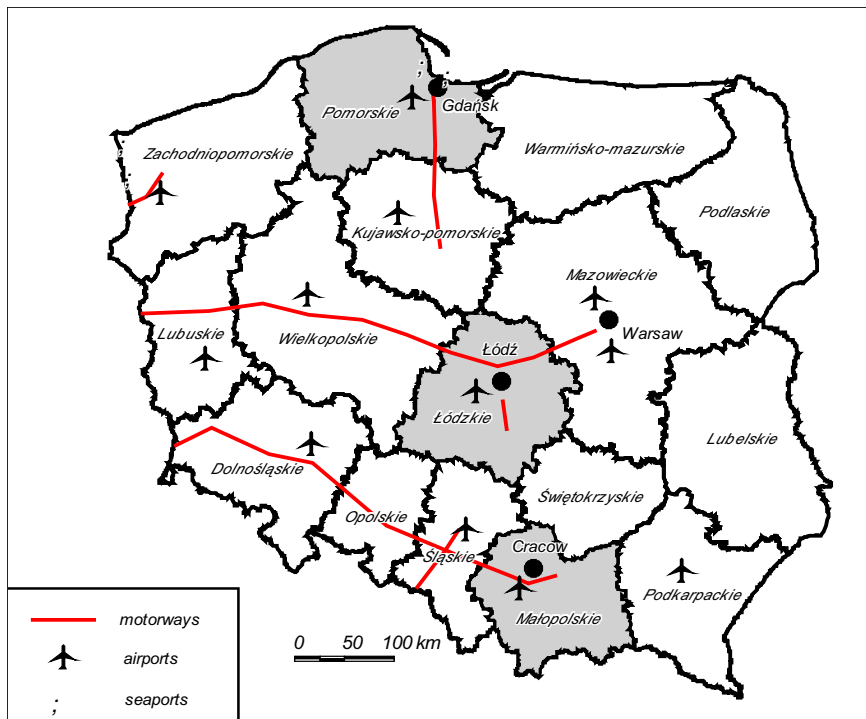 Gdańsk
Pomorskie
Zachodniopomorskie
Warmińsko-mazurskie
Podlaskie
Kujawsko-pomorskie
Mazowieckie
Lubuskie
Wielkopolskie
Warsaw
Łódź
Łódzkie
Lubelskie
Dolnośląskie
Świętokrzyskie
Opolskie
Śląskie
Cracow
Podkarpackie
Małopolskie
motorways
airports
; seaports
0 50 100 km